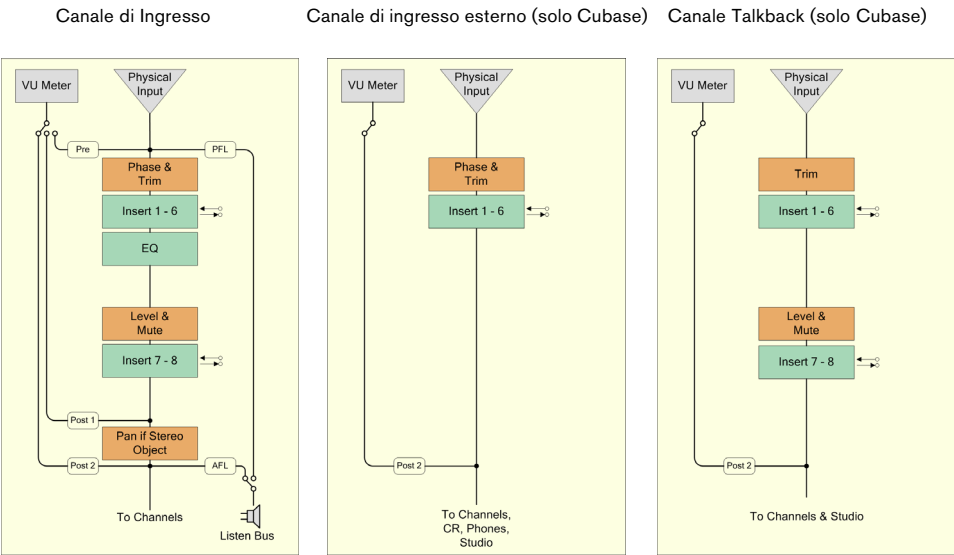 Canale di Ingresso
Canale di ingresso esterno (solo Cubase)
Canale Talkback (solo Cubase)
VU Meter
Physical
Input
Pre
PFL
Phase &
Trim
Insert 1 - 6
EQ
Level &
Mute
Insert 7 - 8
Post 1
Pan if Stereo
Object
Post 2
AFL
To Channels
Listen Bus
VU Meter
Physical
Input
Phase &
Trim
Insert 1 - 6
Post 2
To Channels,
CR, Phones,
Studio
VU Meter
Physical
Input
Trim
Insert 1 - 6
Level &
Mute
Insert 7 - 8
Post 2
To Channels & Studio